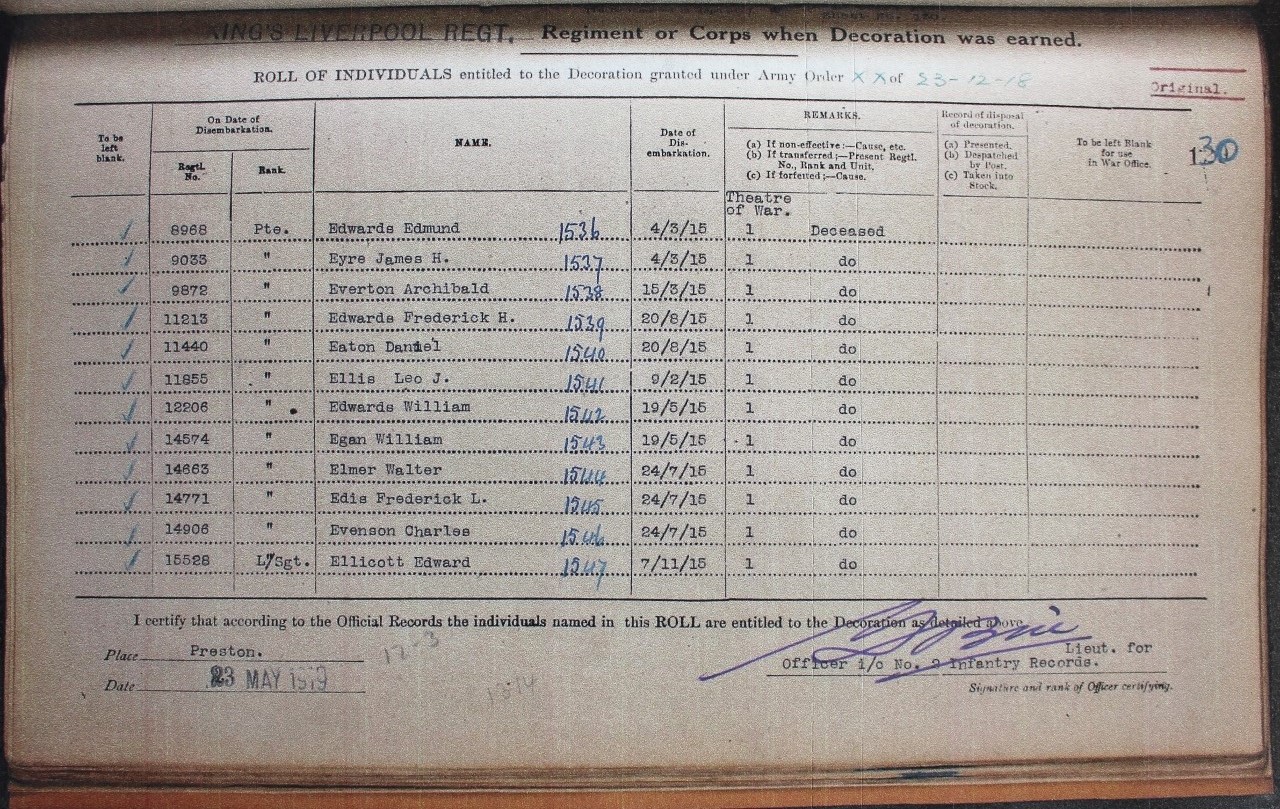 KING'S LIVERPOOL REGT. Regiment or Corps when Decoration was earned.
ROLL OF INDIVIDUALS entitled to the Decoration granted under Army Order X X of 23-12-18
Original.
To be left blank.
On Date of Disembarkation.
Regtl. No.
Rank.
NAME.
Date of Dis-embarkation.
REMARKS.
(a) If non-effective :—Cause, etc.
(b) If transferred ;—Present Regtl. No., Rank and Unit.
(c) If forfeited ;—Cause.
Record of disposal of decoration.
(a) Presented.
(b) Despatched by Post.
(c) Taken into Stock.
To be left Blank for use in War Office.
130
Theatre of War.
8968 Pte. Edwards Edmund 1536 4/3/15 1 Deceased
9033 " Eyre James H. 1537 4/3/15 1 do
9872 " Everton Archibald 1538 15/3/15 1 do
11213 " Edwards Frederick H. 1539 20/8/15 1 do
11440 " Eaton Daniel 1540 20/8/15 1 do
11855 " Ellis Leo J. 1541 9/2/15 1 do
12206 " Edwards William 1542 19/5/15 1 do
14574 " Egan William 1543 19/5/15 1 do
14663 " Elmer Walter 1544 24/7/15 1 do
14771 " Edis Frederick L. 1545 24/7/15 1 do
14906 " Evenson Charles 1546 24/7/15 1 do
15528 L/Sgt. Ellicott Edward 1547 7/11/15 1 do
I certify that according to the Official Records the individuals named in this ROLL are entitled to the Decoration as detailed above
Place Preston.
12-3
Lieut. for
Officer i/c No. 2 Infantry Records.
Date 23 MAY 1919
Signature and rank of Officer certifying.